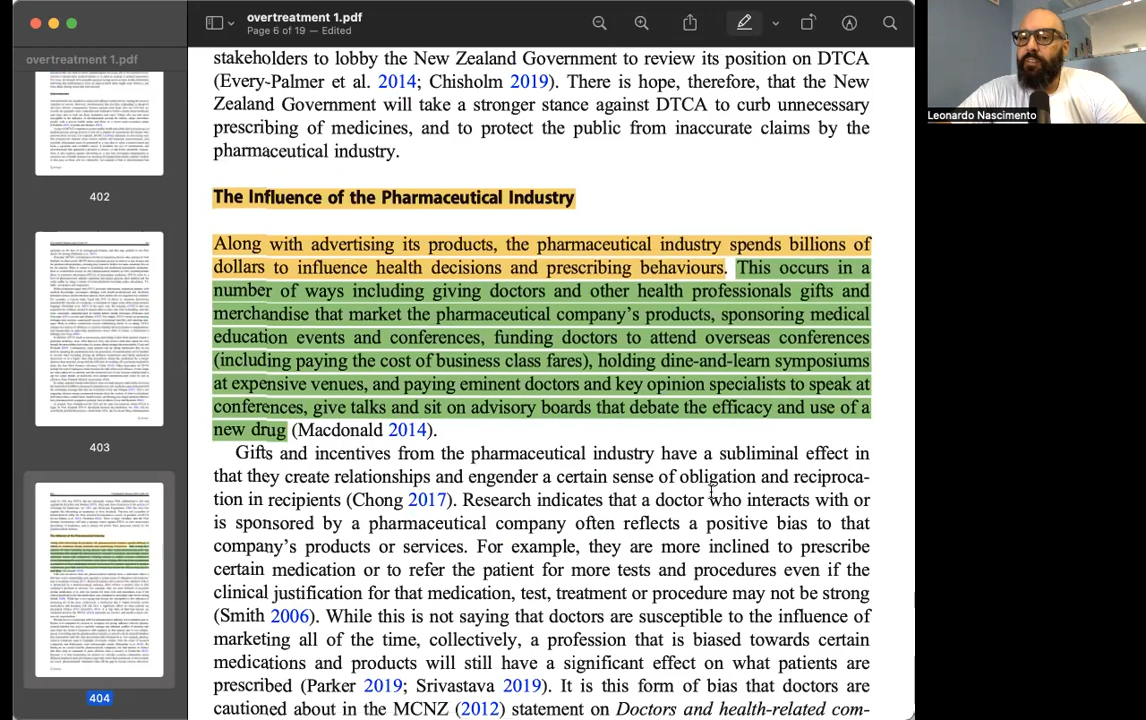 overtreatment 1.pdf
Page 6 of 19 — Edited
overtreatment 1.pdf
402
403
404
Leonardo Nascimento
stakeholders to lobby the New Zealand Government to review its position on DTCA
(Every-Palmer et al. 2014; Chisholm 2019). There is hope, therefore, that the New
Zealand Government will take a stronger stance against DTCA to curb unnecessary
prescribing of medicines, and to protect the public from inaccurate claims by the
pharmaceutical industry.
The Influence of the Pharmaceutical Industry
Along with advertising its products, the pharmaceutical industry spends billions of
dollars to influence health decisions and prescribing behaviours. This occurs in a
number of ways including giving doctors and other health professionals gifts and
merchandise that market the pharmaceutical company's products, sponsoring medical
education events and conferences, funding doctors to attend overseas conferences
(including the cost of business class airfares), holding dine-and-learn symposiums
at expensive venues, and paying eminent doctors and key opinion specialists to speak at
conferences, give talks and sit on advisory boards that debate the efficacy and use of a
new drug (Macdonald 2014).
Gifts and incentives from the pharmaceutical industry have a subliminal effect in
that they create relationships and engender a certain sense of obligation and reciproca-
tion in recipients (Chong 2017). Research indicates that a doctor who interacts with or
is sponsored by a pharmaceutical company often reflects a positive bias to that
company's products or services. For example, they are more inclined to prescribe
certain medication or to refer the patient for more tests and procedures even if the
clinical justification for that medication, test, treatment or procedure may not be strong
(Smith 2006). While this is not saying that doctors are susceptible to the influence of
marketing all of the time, collectively a profession that is biased towards certain
medications and products will still have a significant effect on what patients are
prescribed (Parker 2019; Srivastava 2019). It is this form of bias that doctors are
cautioned about in the MCNZ (2012) statement on Doctors and health-related com-